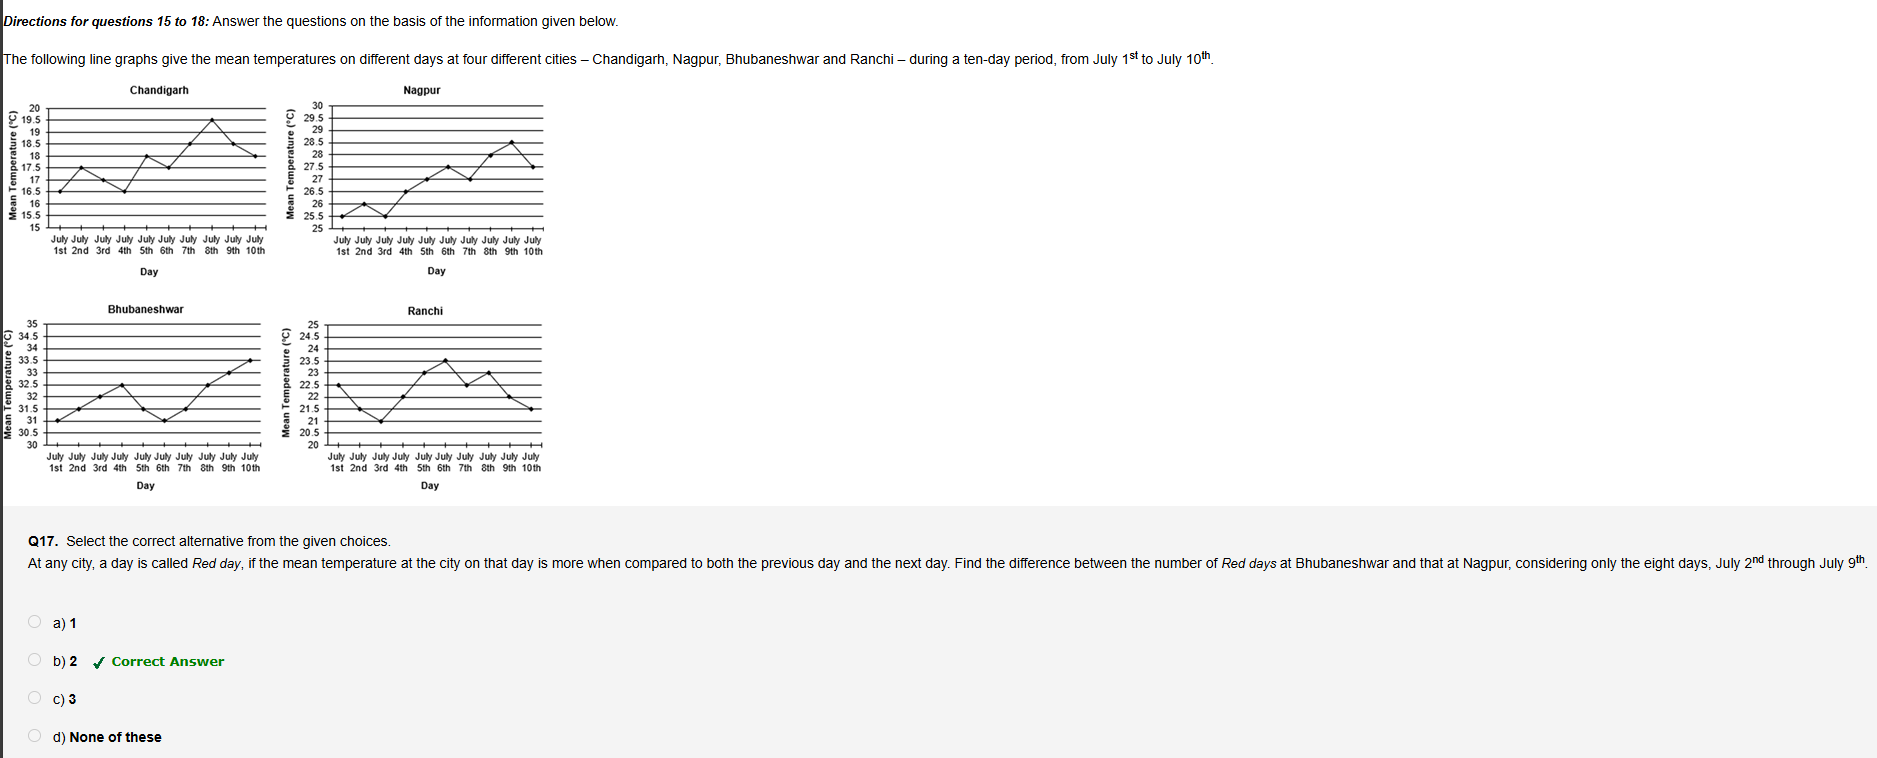 Directions for questions 15 to 18: Answer the questions on the basis of the information given below.
The following line graphs give the mean temperatures on different days at four different cities – Chandigarh, Nagpur, Bhubaneshwar and Ranchi – during a ten-day period, from July 1st to July 10th.
Chandigarh
Mean Temperature (°C)
20
19.5
19
18.5
18
17.5
17
16.5
16
15.5
15
July July July July July July July July July July
1st 2nd 3rd 4th 5th 6th 7th 8th 9th 10th
Day
Nagpur
Mean Temperature (°C)
30
29.5
29
28.5
28
27.5
27
26.5
26
25.5
25
July July July July July July July July July July
1st 2nd 3rd 4th 5th 6th 7th 8th 9th 10th
Day
Bhubaneshwar
Mean Temperature (°C)
35
34.5
34
33.5
33
32.5
32
31.5
31
30.5
30
July July July July July July July July July July
1st 2nd 3rd 4th 5th 6th 7th 8th 9th 10th
Day
Ranchi
Mean Temperature (°C)
25
24.5
24
23.5
23
22.5
22
21.5
21
20.5
20
July July July July July July July July July July
1st 2nd 3rd 4th 5th 6th 7th 8th 9th 10th
Day
Q17. Select the correct alternative from the given choices.
At any city, a day is called Red day, if the mean temperature at the city on that day is more when compared to both the previous day and the next day. Find the difference between the number of Red days at Bhubaneshwar and that at Nagpur, considering only the eight days, July 2nd through July 9th.
a) 1
b) 2 ✓ Correct Answer
c) 3
d) None of these